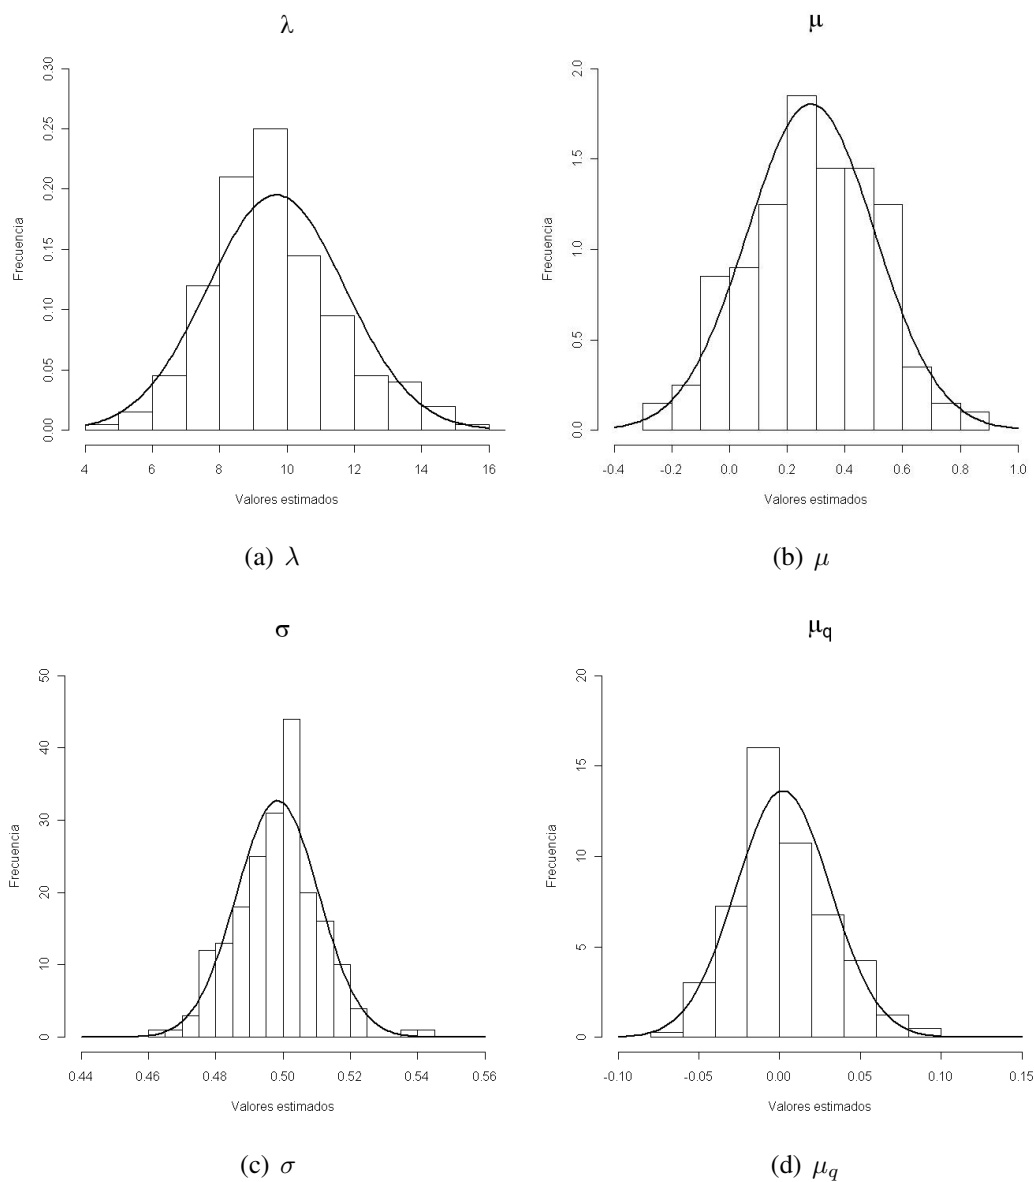 λ
μ
0.30
0.25
0.20
0.15
0.10
0.05
0.00
Frecuencia
4 6 8 10 12 14 16
Valores estimados
2.0
1.5
1.0
0.5
0.0
Frecuencia
-0.4 -0.2 0.0 0.2 0.4 0.6 0.8 1.0
Valores estimados
(a) λ
(b) μ
σ
μq
50
40
30
20
10
0
Frecuencia
0.44 0.46 0.48 0.50 0.52 0.54 0.56
Valores estimados
20
15
10
5
0
Frecuencia
-0.10 -0.05 0.00 0.05 0.10 0.15
Valores estimados
(c) σ
(d) μq